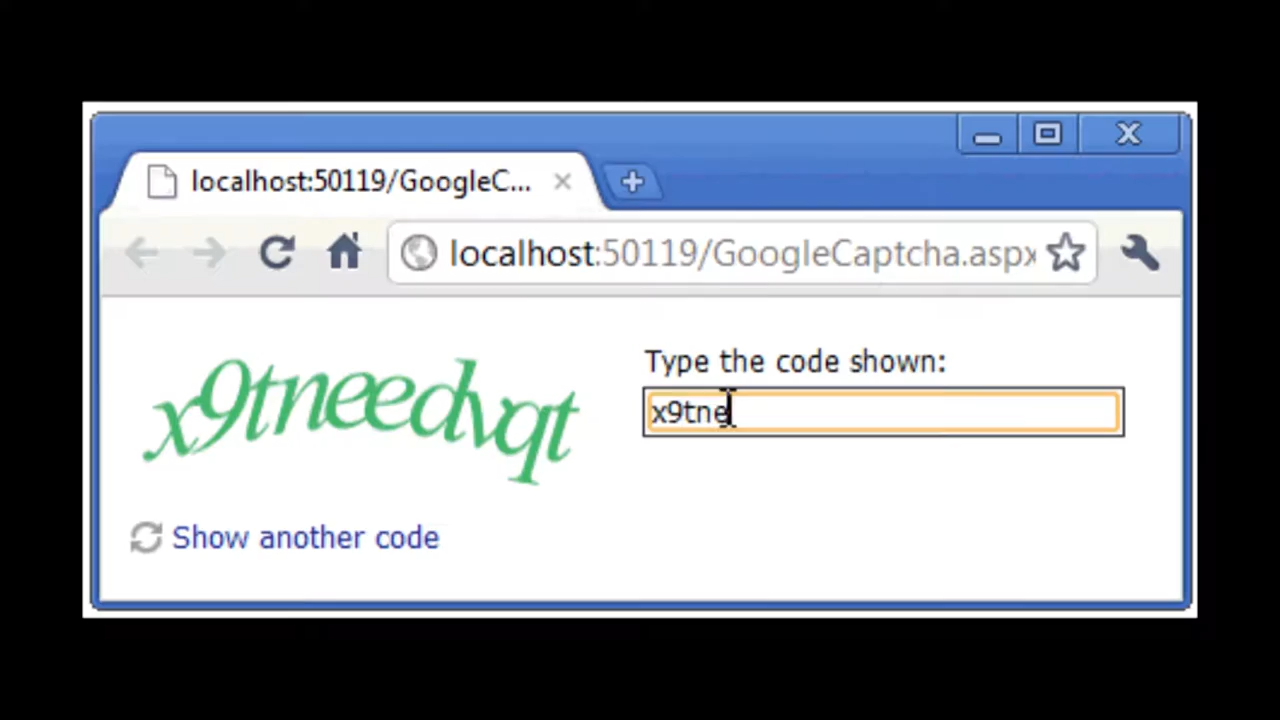 localhost:50119/GoogleC...
localhost:50119/GoogleCaptcha.aspx
x9tneedvqt
Type the code shown:
x9tne
Show another code